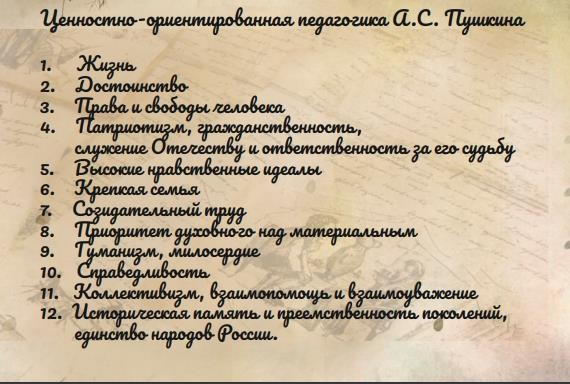 Ценностно-ориентированная педагогика А.С. Пушкина
1. Жизнь
2. Достоинство
3. Права и свободы человека
4. Патриотизм, гражданственность,
служение Отечеству и ответственность за его судьбу
5. Высокие нравственные идеалы
6. Крепкая семья
7. Созидательный труд
8. Приоритет духовного над материальным
9. Гуманизм, милосердие
10. Справедливость
11. Коллективизм, взаимопомощь и взаимоуважение
12. Историческая память и преемственность поколений,
единство народов России.